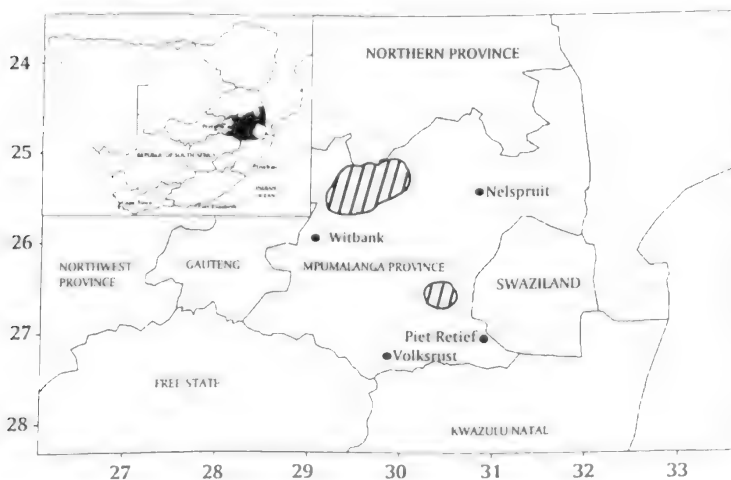 24
25
26
27
28
NORTHERN PROVINCE
Nelspruit
Witbank
NORTHWEST
PROVINCE
GAUTENG
MPUMALANGA PROVINCE
SWAZILAND
Piet Retief
Volksrust
FREE STATE
KWAZULU NATAL
27
28
29
30
31
32
33